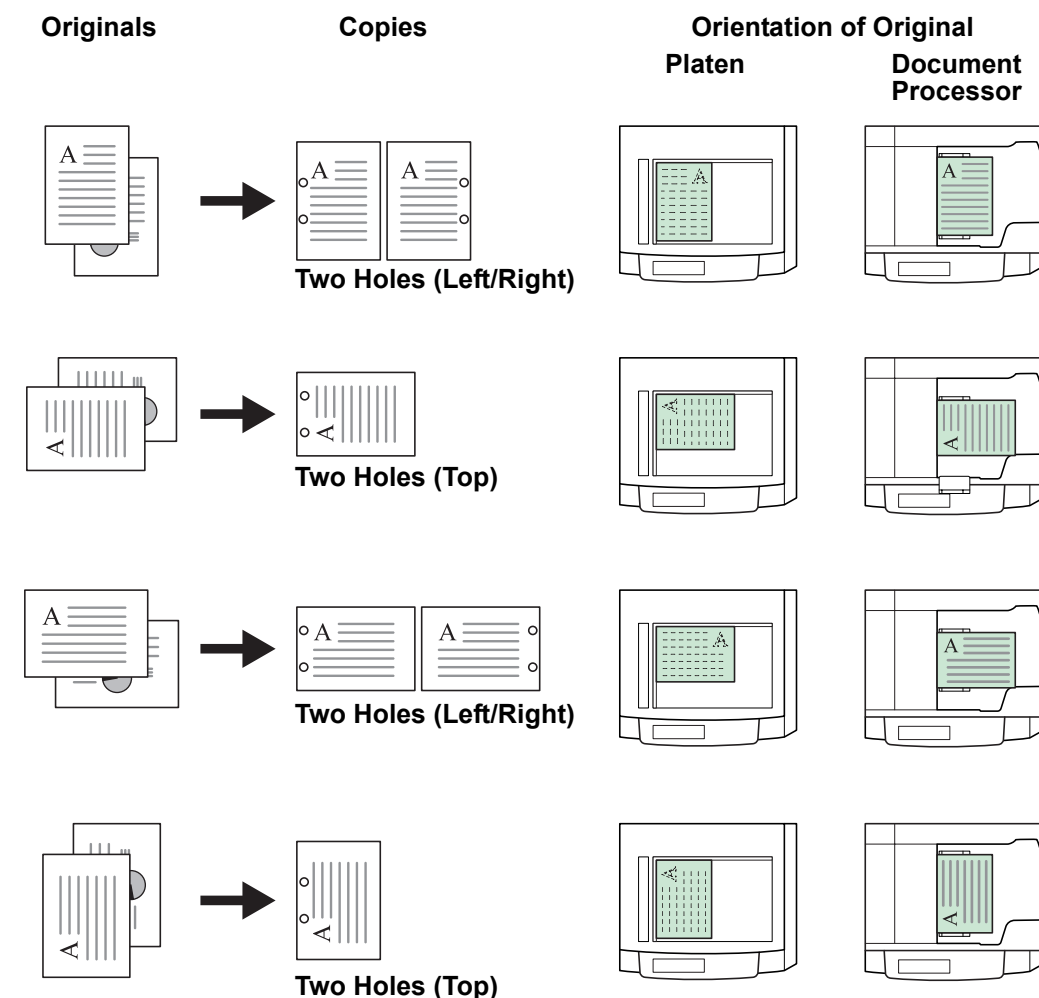 Originals Copies Orientation of Original
Platen Document
Processor
A A A A A
Two Holes (Left/Right)
A A A A
Two Holes (Top)
A A A A A
Two Holes (Left/Right)
A A A A
Two Holes (Top)